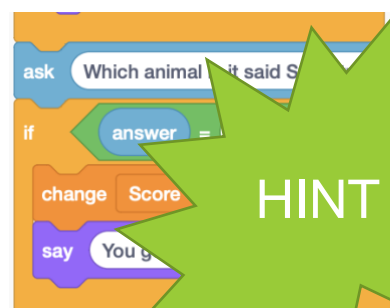 ask Which animal it said S
if answer =
HINT
change Score
say You g